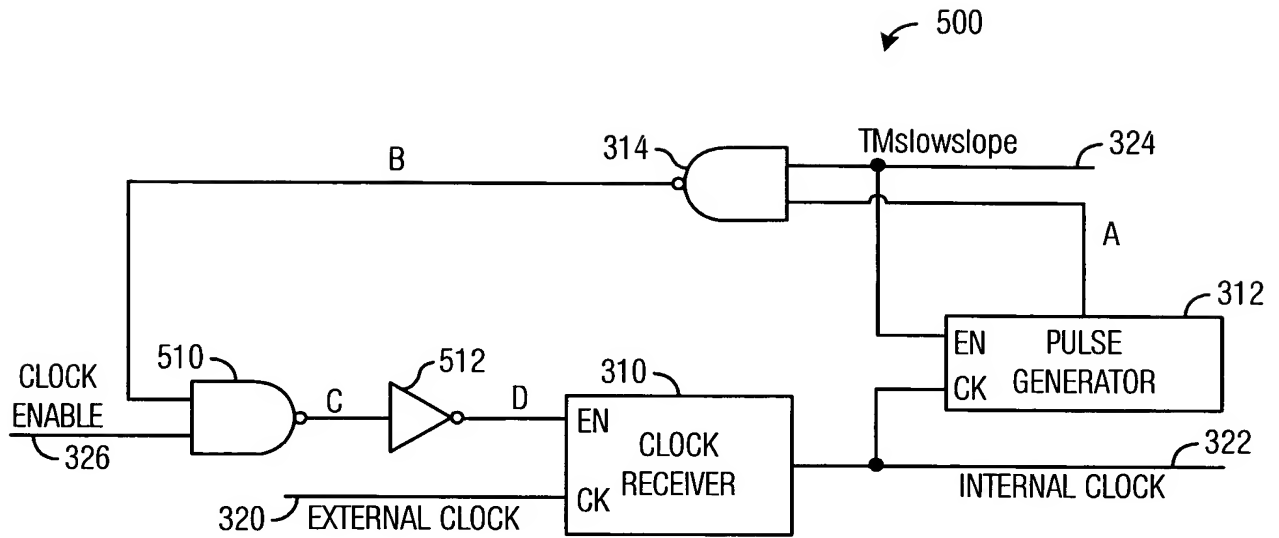 500
314
B
TMslowslope
324
A
312
EN
PULSE
GENERATOR
CK
510
512
310
CLOCK
ENABLE
326
C
D
EN
CLOCK
RECEIVER
CK
320
EXTERNAL CLOCK
322
INTERNAL CLOCK